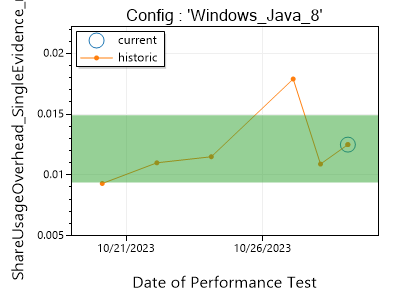 Config : 'Windows_Java_8'
ShareUsageOverhead_SingleEvidence_
current
historic
0.02
0.015
0.01
0.005
10/21/2023
10/26/2023
Date of Performance Test